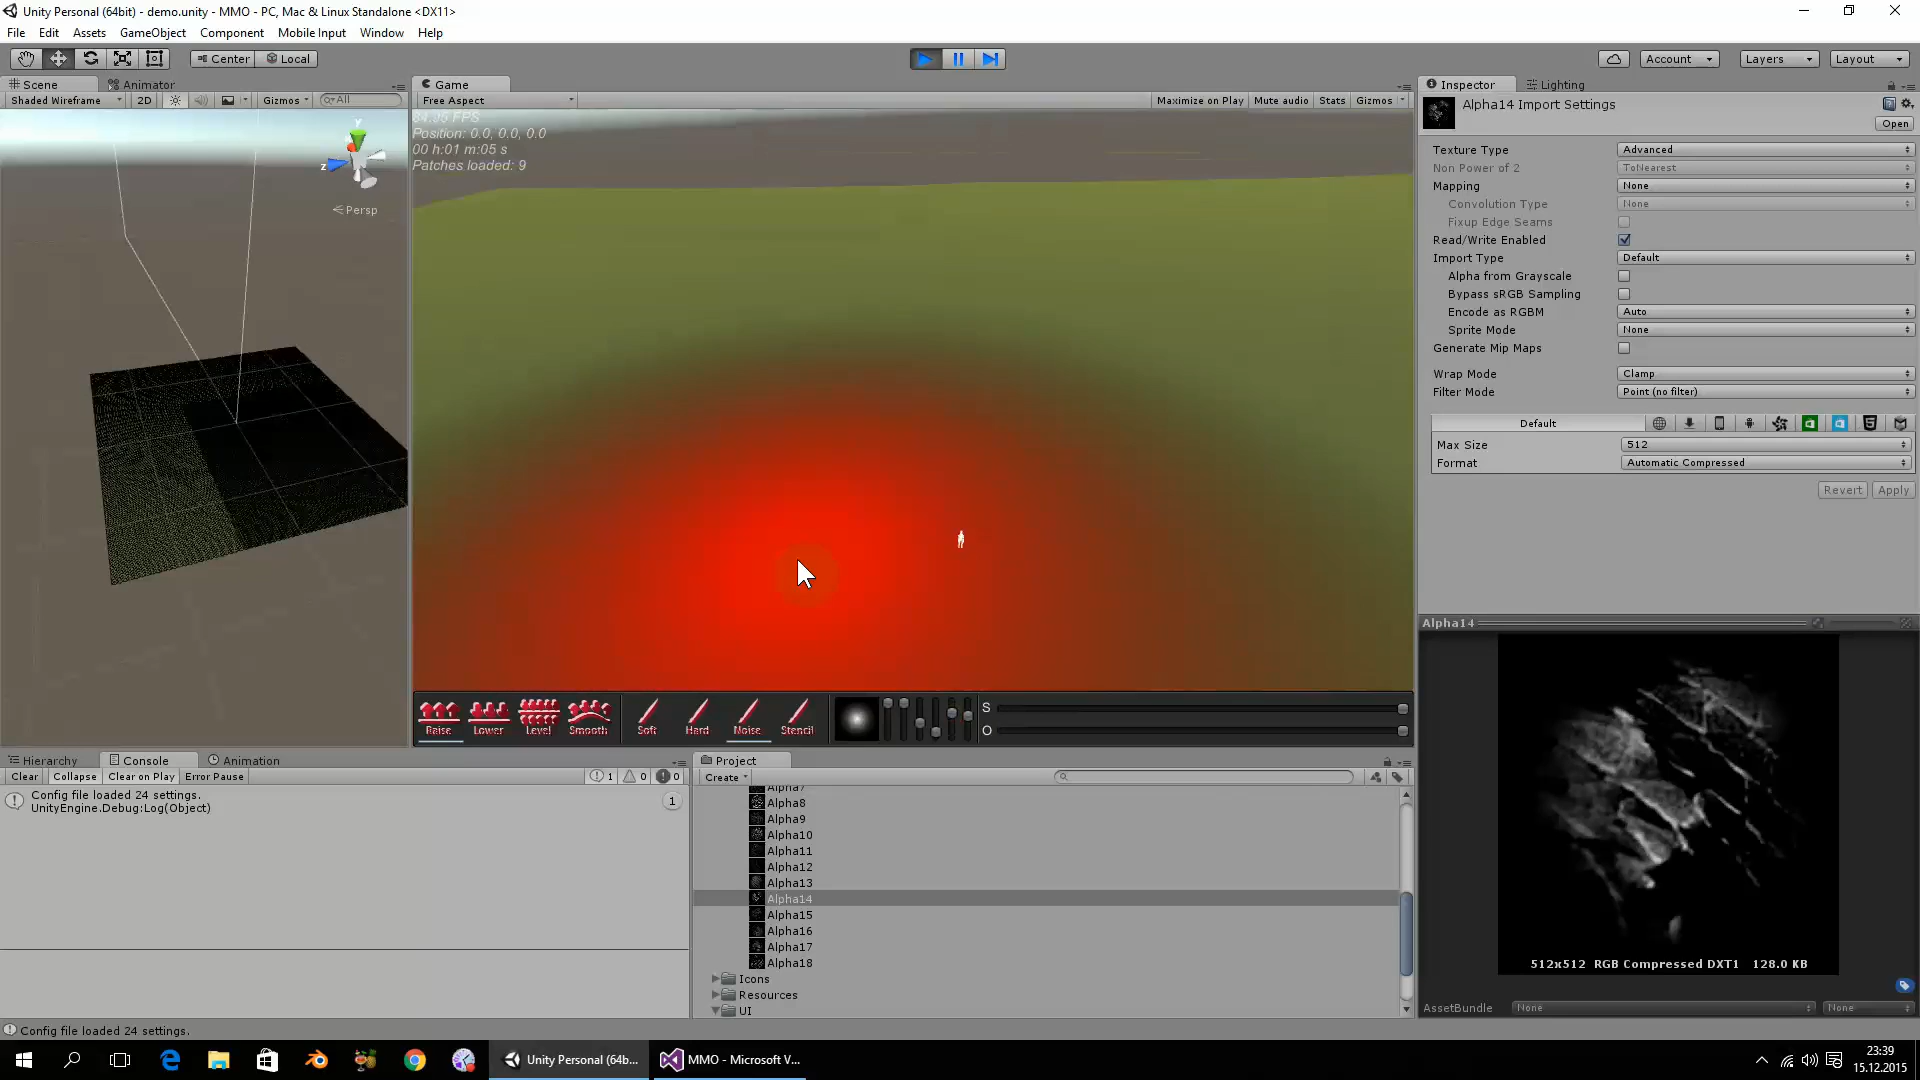 Unity Personal (64bit) - demo.unity - MMO - PC, Mac & Linux Standalone <DX11>
File Edit Assets GameObject Component Mobile Input Window Help
Center Local Account Layers Layout
Scene Animator
Shaded Wireframe 2D Gizmos All
Persp
Y
Z
Game
Free Aspect Maximize on Play Mute audio Stats Gizmos
Position: 0.0, 0.0, 0.0
00 h:01 m:05 s
Patches loaded: 9
Raise Lower Level Smooth Soft Hard Noise Stencil S
O
Inspector Lighting
Alpha14 Import Settings
Open
Texture Type Advanced
Non Power of 2 ToNearest
Mapping None
Convolution Type None
Fixup Edge Seams
Read/Write Enabled
Import Type Default
Alpha from Grayscale
Bypass sRGB Sampling
Encode as RGBM Auto
Sprite Mode None
Generate Mip Maps
Wrap Mode Clamp
Filter Mode Point (no filter)
Default
Max Size 512
Format Automatic Compressed
Revert Apply
Alpha14
512x512 RGB Compressed DXT1 128.0 KB
AssetBundle None None
Hierarchy Console Animation
Clear Collapse Clear on Play Error Pause 1 0 0
Config file loaded 24 settings.
UnityEngine.Debug:Log(Object)
1
Project
Create
Alpha7
Alpha8
Alpha9
Alpha10
Alpha11
Alpha12
Alpha13
Alpha14
Alpha15
Alpha16
Alpha17
Alpha18
Icons
Resources
UI
Config file loaded 24 settings.
Unity Personal (64b... MMO - Microsoft V...
23:39
15.12.2015